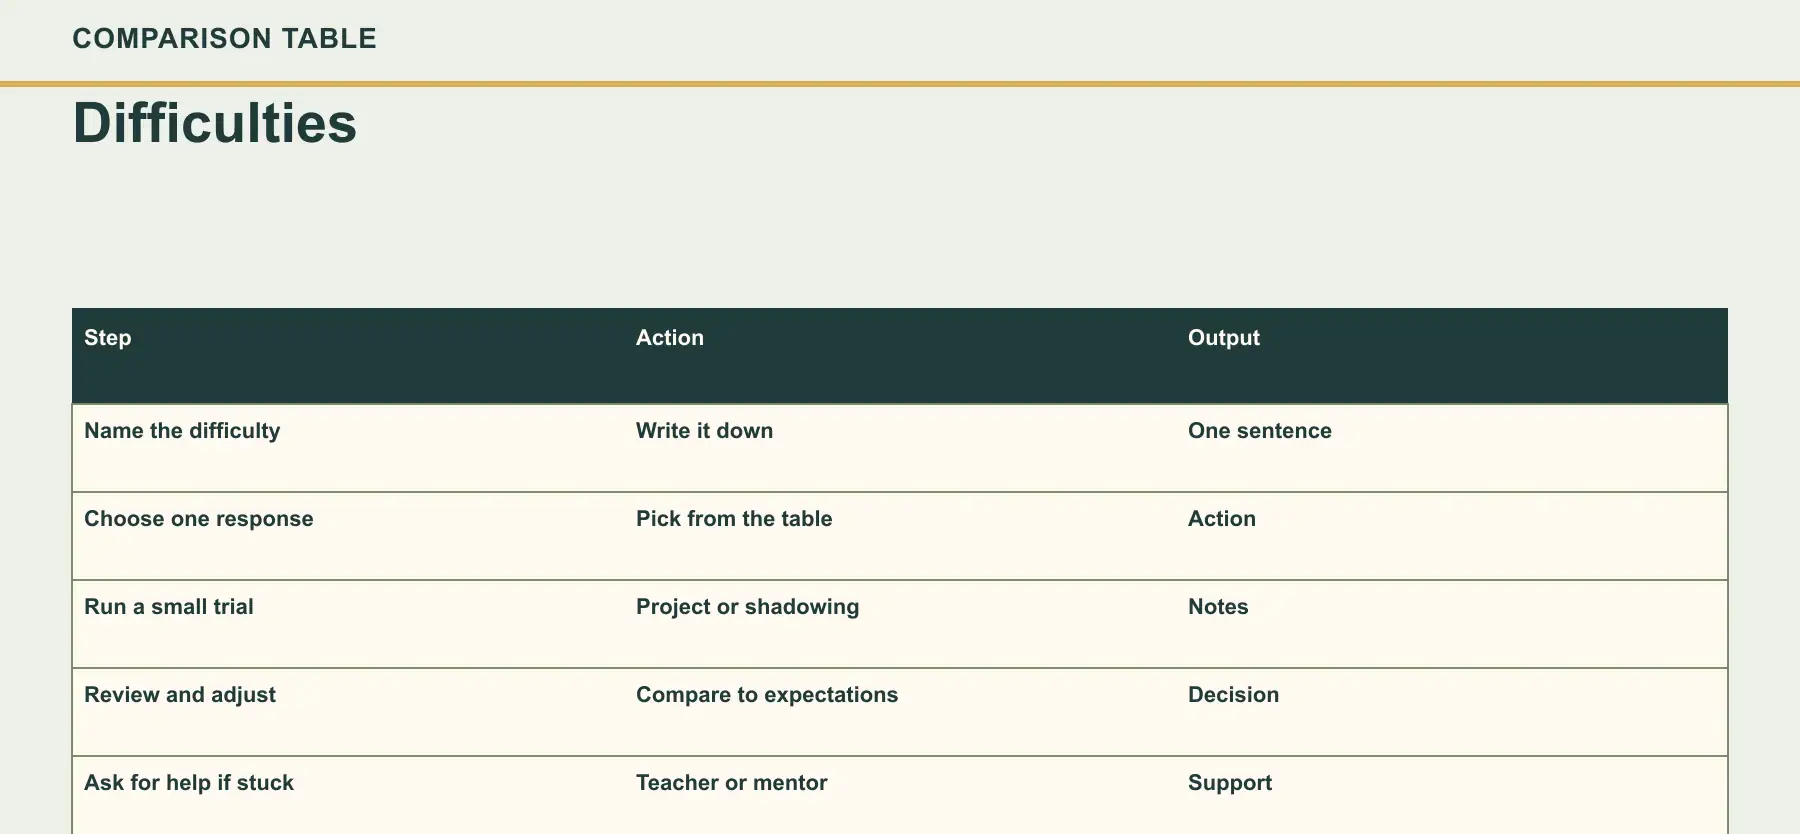 COMPARISON TABLE
Difficulties
Step Action Output
Name the difficulty Write it down One sentence
Choose one response Pick from the table Action
Run a small trial Project or shadowing Notes
Review and adjust Compare to expectations Decision
Ask for help if stuck Teacher or mentor Support